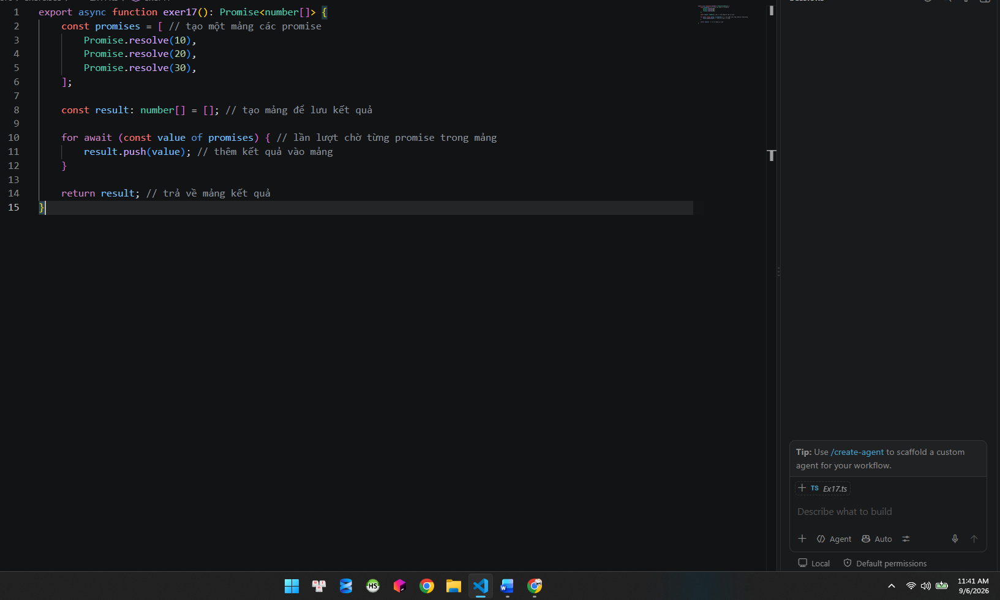 1 export async function exer17(): Promise<number[]> {
2 const promises = [ // tạo một mảng các promise
3 Promise.resolve(10),
4 Promise.resolve(20),
5 Promise.resolve(30),
6 ];
7
8 const result: number[] = []; // tạo mảng để lưu kết quả
9
10 for await (const value of promises) { // lần lượt chờ từng promise trong mảng
11 result.push(value); // thêm kết quả vào mảng
12 }
13
14 return result; // trả về mảng kết quả
15 }
Tip: Use /create-agent to scaffold a custom
agent for your workflow.
TS Ex17.ts
Describe what to build
Agent Auto
Local Default permissions
HS
W
11:41 AM
9/6/2026